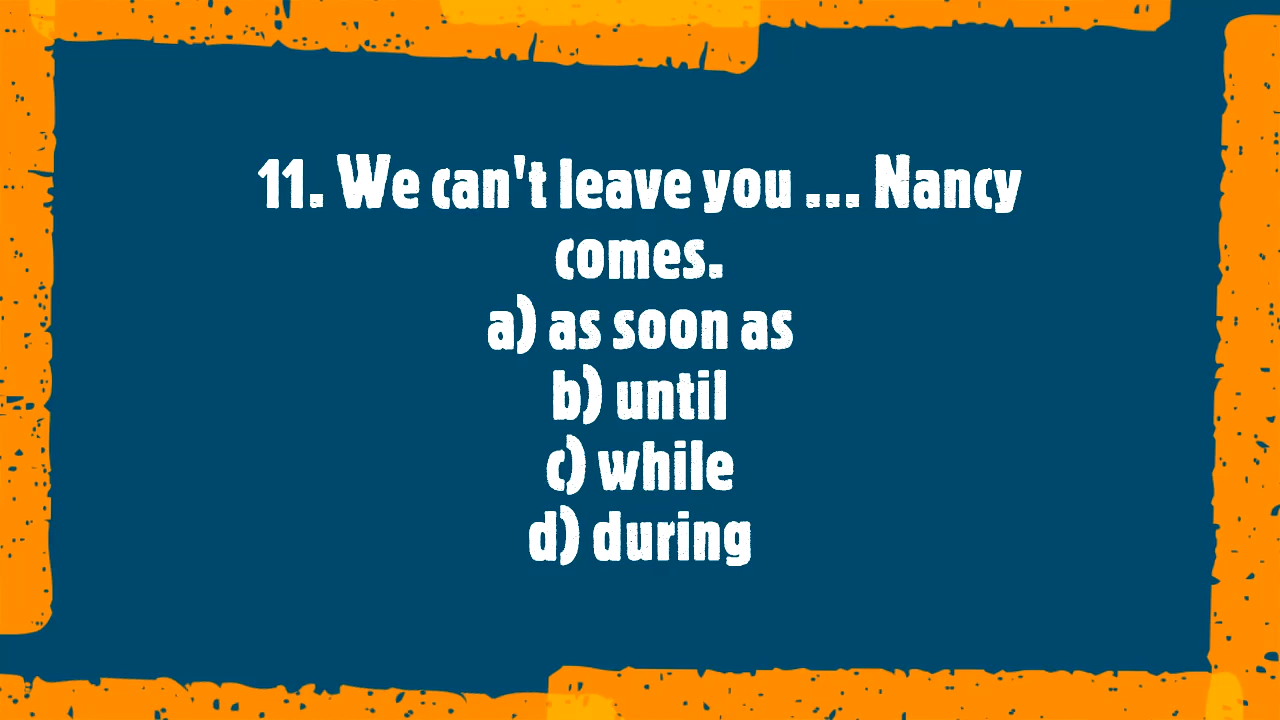 11. We can't leave you ... Nancy
comes.
a) as soon as
b) until
c) while
d) during